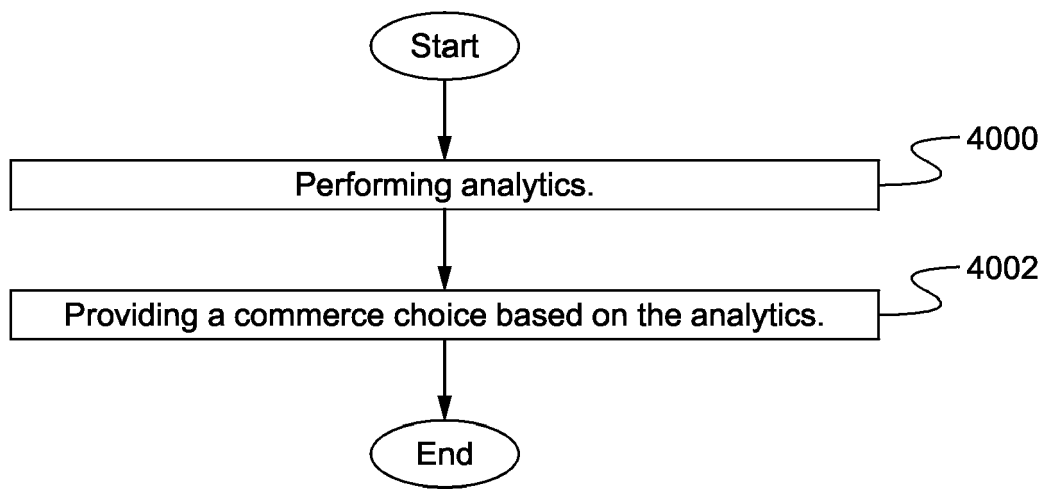 Start
4000
Performing analytics.
4002
Providing a commerce choice based on the analytics.
End